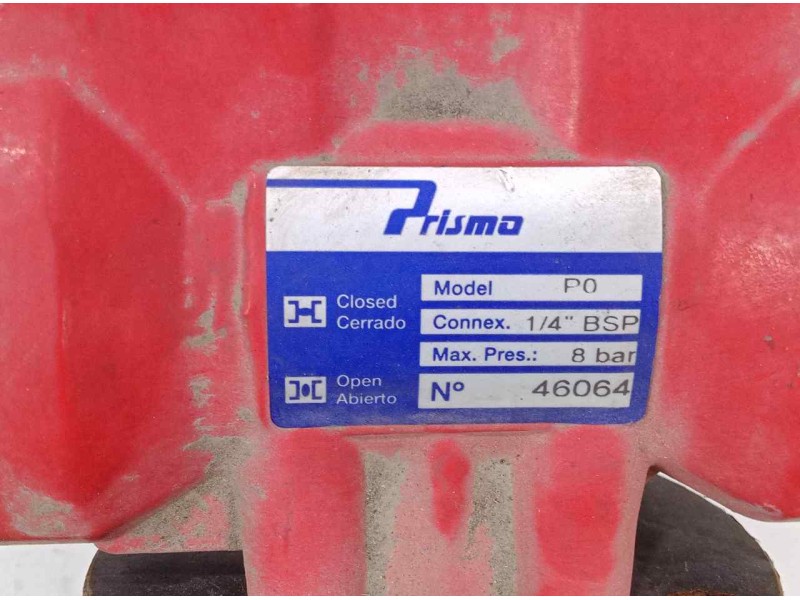 Prisma
Closed
Cerrado
Open
Abierto
Model P0
Connex. 1/4" BSP
Max. Pres.: 8 bar
Nº 46064